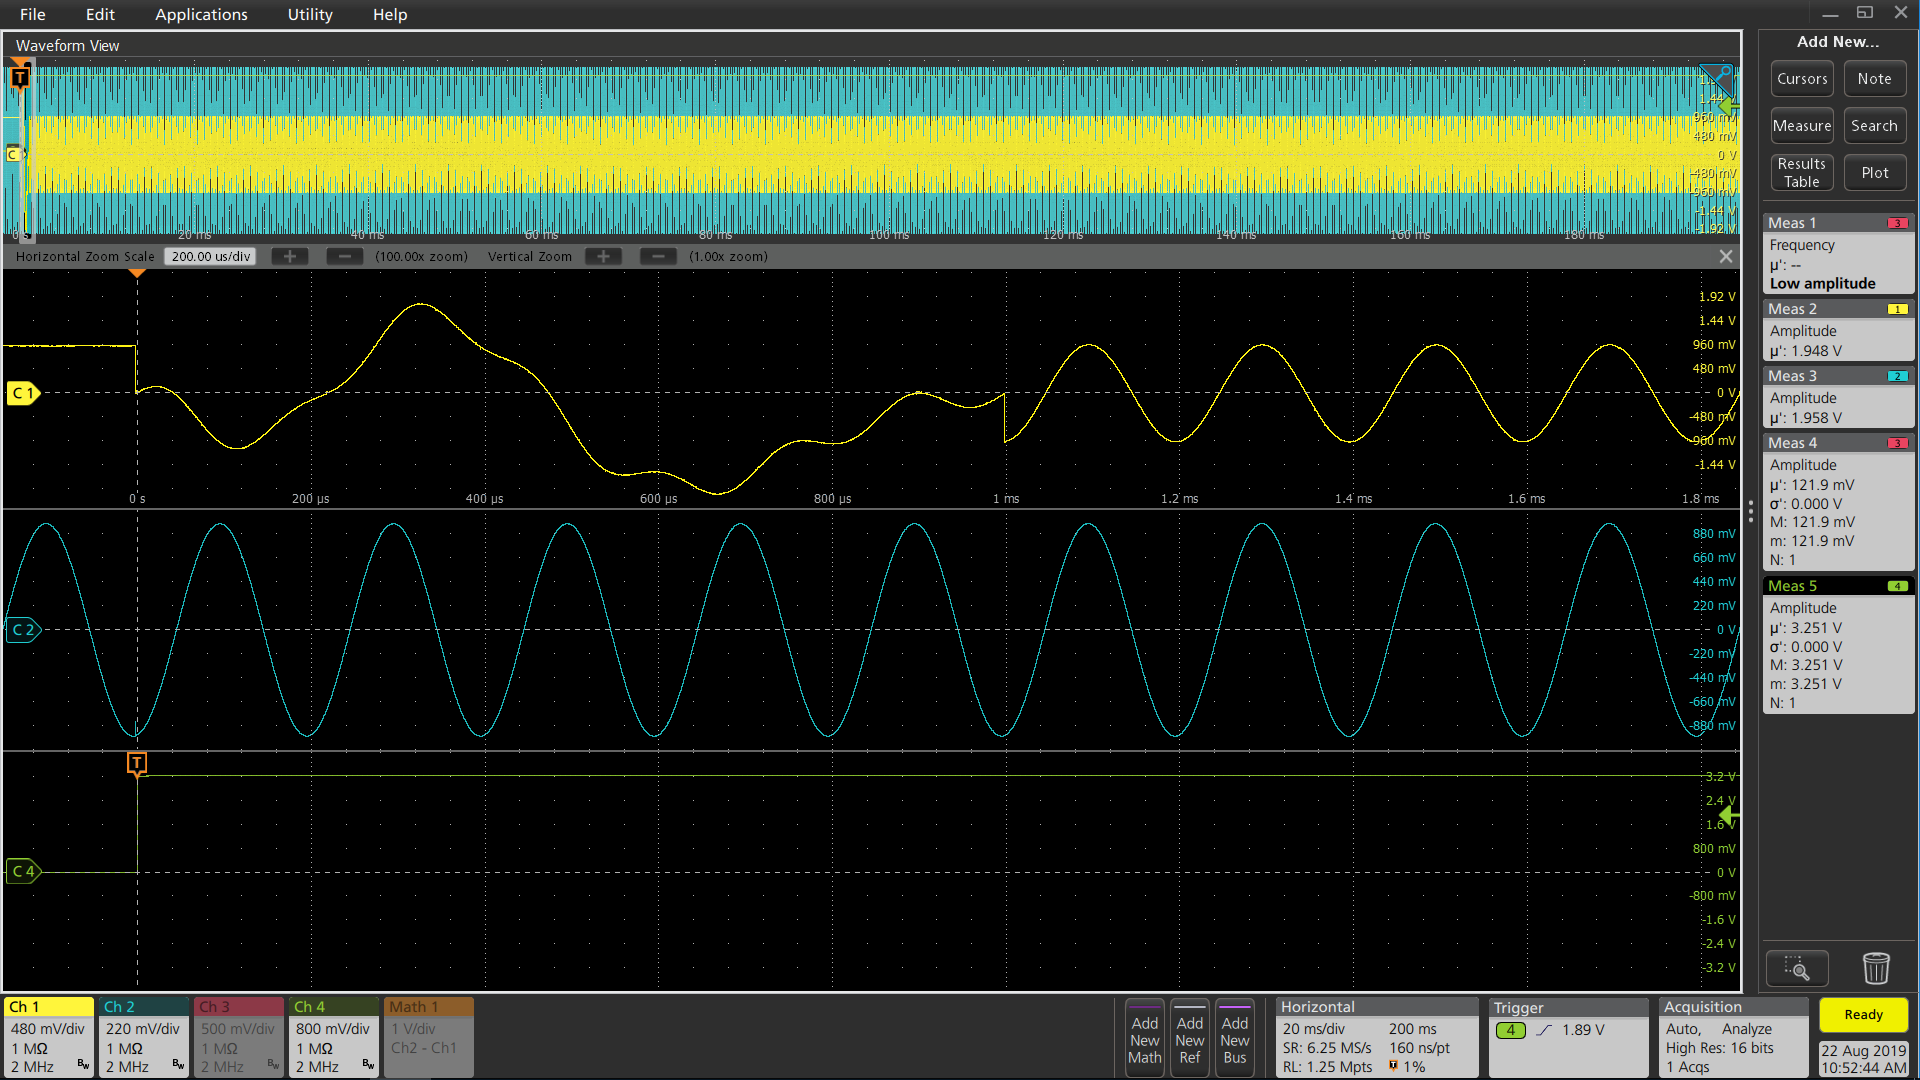 File Edit Applications Utility Help
Waveform View
T
1.44 V
960 mV
480 mV
0 V
-480 mV
-960 mV
-1.44 V
-1.92 V
C
0 s 20 ms 40 ms 60 ms 80 ms 100 ms 120 ms 140 ms 160 ms 180 ms
Horizontal Zoom Scale 200.00 us/div + − (100.00x zoom) Vertical Zoom + − (1.00x zoom)
1.92 V
1.44 V
960 mV
480 mV
C 1 0 V
-480 mV
-960 mV
-1.44 V
0 s 200 µs 400 µs 600 µs 800 µs 1 ms 1.2 ms 1.4 ms 1.6 ms 1.8 ms
880 mV
660 mV
440 mV
220 mV
C 2 0 V
-220 mV
-440 mV
-660 mV
-880 mV
T
3.2 V
2.4 V
1.6 V
800 mV
C 4 0 V
-800 mV
-1.6 V
-2.4 V
-3.2 V
Add New...
Cursors Note
Measure Search
Results Table Plot
Meas 1 3
Frequency
µ': --
Low amplitude
Meas 2 1
Amplitude
µ': 1.948 V
Meas 3 2
Amplitude
µ': 1.958 V
Meas 4 3
Amplitude
µ': 121.9 mV
σ': 0.000 V
M: 121.9 mV
m: 121.9 mV
N: 1
Meas 5 4
Amplitude
µ': 3.251 V
σ': 0.000 V
M: 3.251 V
m: 3.251 V
N: 1
Ch 1
480 mV/div
1 MΩ
2 MHz Bw
Ch 2
220 mV/div
1 MΩ
2 MHz Bw
Ch 3
500 mV/div
1 MΩ
2 MHz Bw
Ch 4
800 mV/div
1 MΩ
2 MHz Bw
Math 1
1 V/div
Ch2 - Ch1
Add New Math
Add New Ref
Add New Bus
Horizontal
20 ms/div 200 ms
SR: 6.25 MS/s 160 ns/pt
RL: 1.25 Mpts T 1%
Trigger
4 1.89 V
Acquisition
Auto, Analyze
High Res: 16 bits
1 Acqs
Ready
22 Aug 2019
10:52:44 AM